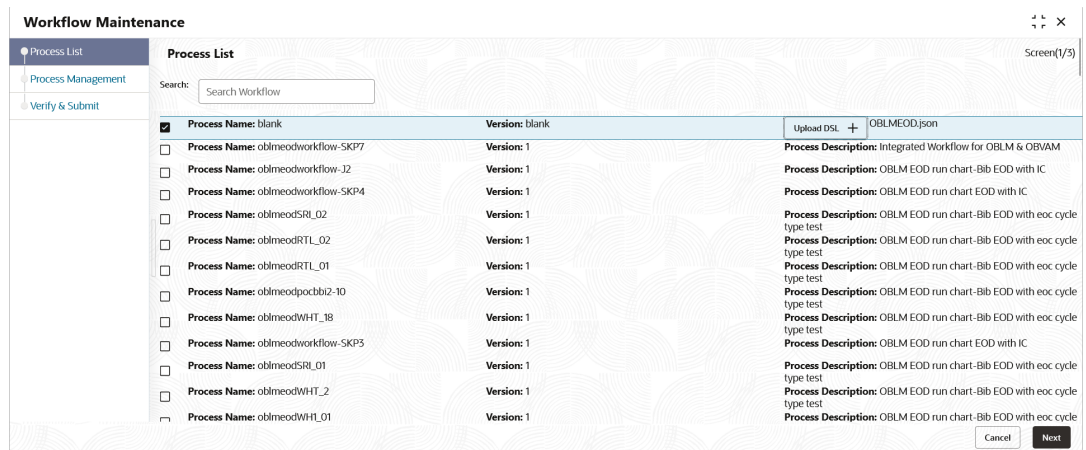 Workflow Maintenance
Process List
Process Management
Verify & Submit
Process List
Screen(1/3)
Search:
Search Workflow
Process Name: blank Version: blank Upload DSL + OBLMEOD.json
Process Name: oblmeodworkflow-SKP7 Version: 1 Process Description: Integrated Workflow for OBLM & OBVAM
Process Name: oblmeodworkflow-J2 Version: 1 Process Description: OBLM EOD run chart-Bib EOD with IC
Process Name: oblmeodworkflow-SKP4 Version: 1 Process Description: OBLM EOD run chart EOD with IC
Process Name: oblmeodSRI_02 Version: 1 Process Description: OBLM EOD run chart-Bib EOD with eoc cycle
type test
Process Name: oblmeodRTL_02 Version: 1 Process Description: OBLM EOD run chart-Bib EOD with eoc cycle
type test
Process Name: oblmeodRTL_01 Version: 1 Process Description: OBLM EOD run chart-Bib EOD with eoc cycle
type test
Process Name: oblmeodpocbbi2-10 Version: 1 Process Description: OBLM EOD run chart-Bib EOD with eoc cycle
type test
Process Name: oblmeodWHT_18 Version: 1 Process Description: OBLM EOD run chart-Bib EOD with eoc cycle
type test
Process Name: oblmeodworkflow-SKP3 Version: 1 Process Description: OBLM EOD run chart EOD with IC
Process Name: oblmeodSRI_01 Version: 1 Process Description: OBLM EOD run chart-Bib EOD with eoc cycle
type test
Process Name: oblmeodWHT_2 Version: 1 Process Description: OBLM EOD run chart-Bib EOD with eoc cycle
type test
Process Name: oblmeodWH1_01 Version: 1 Process Description: OBLM EOD run chart-Bib EOD with eoc cycle
Cancel Next